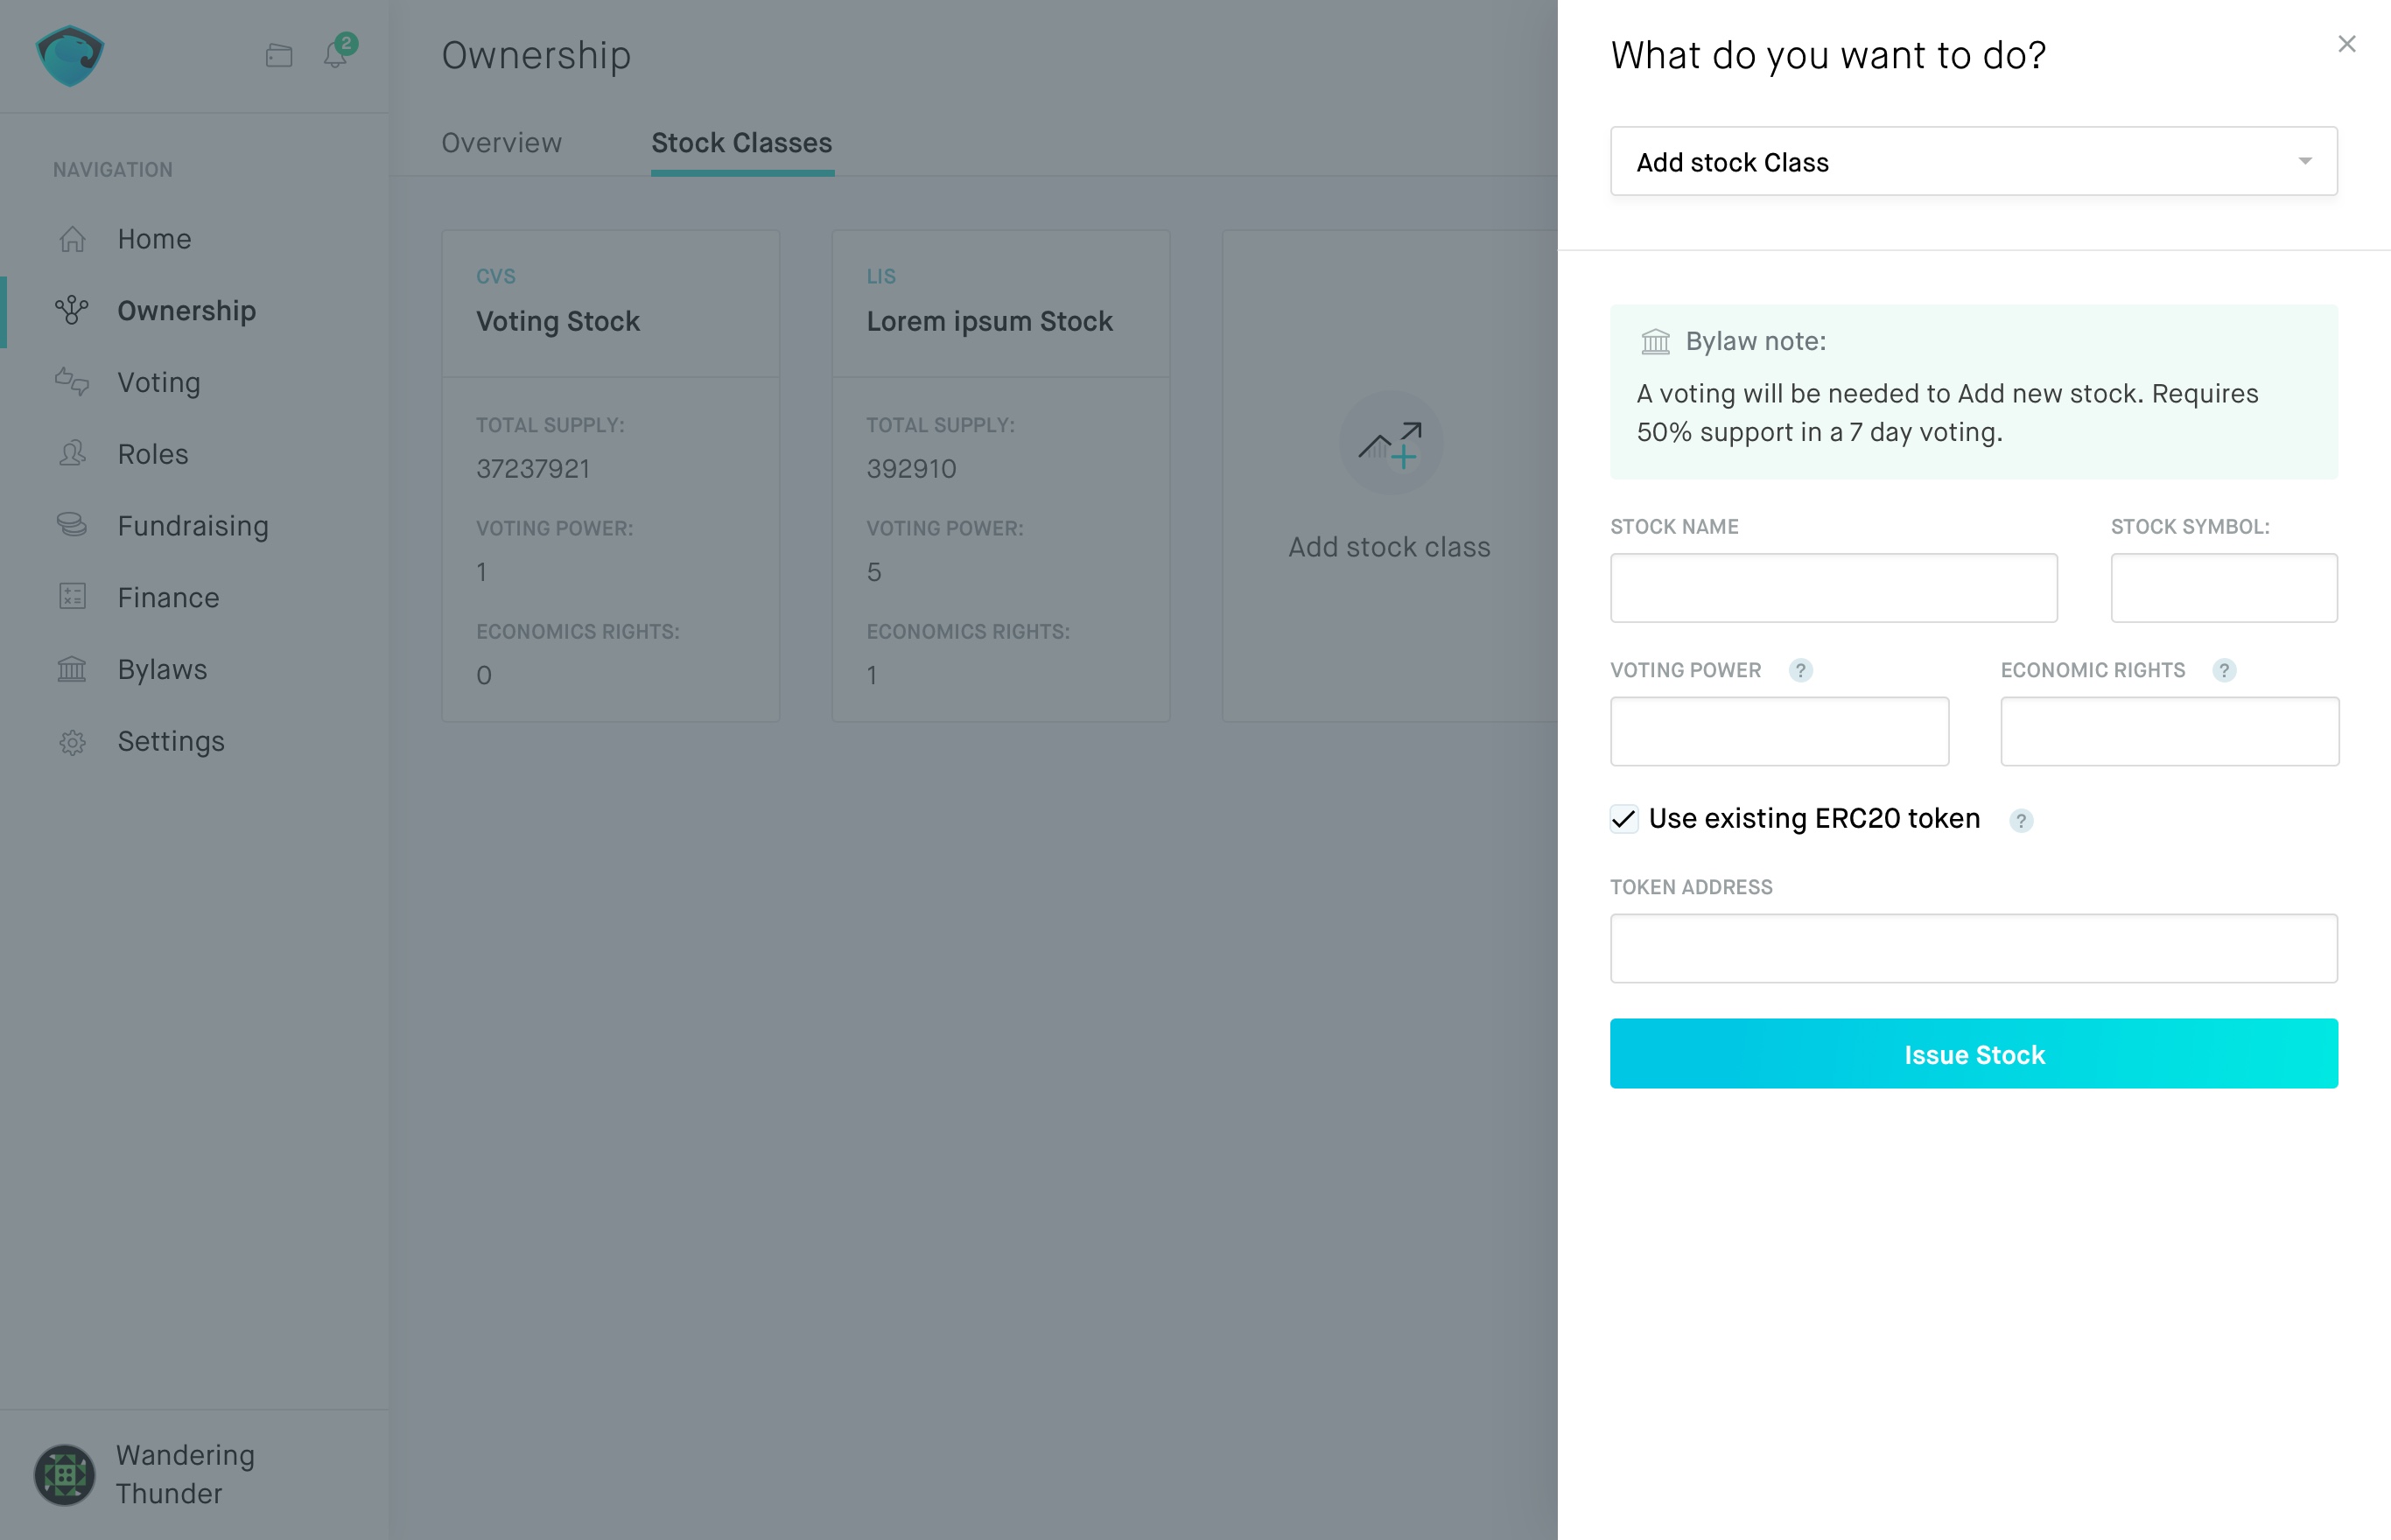 2
NAVIGATION
Home
Ownership
Voting
Roles
Fundraising
Finance
Bylaws
Settings
Wandering
Thunder
Ownership
Overview
Stock Classes
CVS
Voting Stock
TOTAL SUPPLY:
37237921
VOTING POWER:
1
ECONOMICS RIGHTS:
0
LIS
Lorem ipsum Stock
TOTAL SUPPLY:
392910
VOTING POWER:
5
ECONOMICS RIGHTS:
1
Add stock class
What do you want to do?
Add stock Class
Bylaw note:
A voting will be needed to Add new stock. Requires
50% support in a 7 day voting.
STOCK NAME
STOCK SYMBOL:
VOTING POWER ?
ECONOMIC RIGHTS ?
Use existing ERC20 token ?
TOKEN ADDRESS
Issue Stock